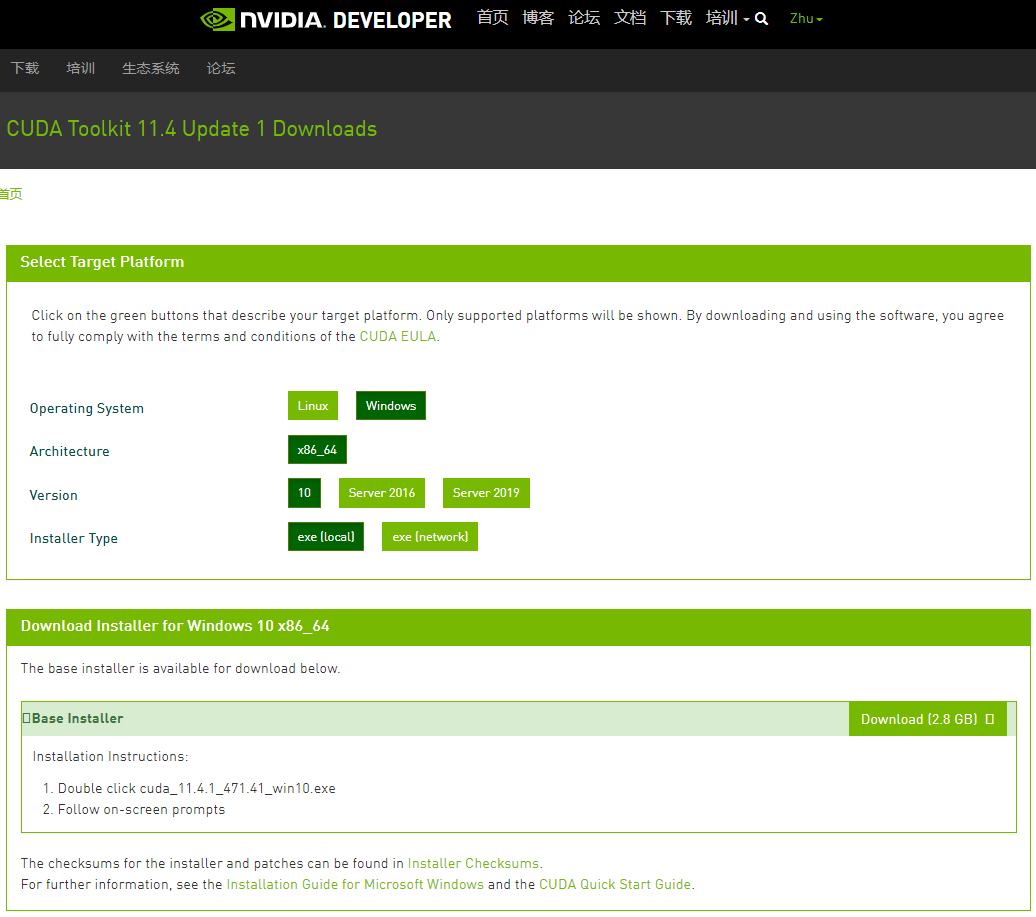 NVIDIA. DEVELOPER 首页 博客 论坛 文档 下载 培训 Zhu
下载 培训 生态系统 论坛
CUDA Toolkit 11.4 Update 1 Downloads
首页
Select Target Platform
Click on the green buttons that describe your target platform. Only supported platforms will be shown. By downloading and using the software, you agree
to fully comply with the terms and conditions of the CUDA EULA.
Operating System Linux Windows
Architecture x86_64
Version 10 Server 2016 Server 2019
Installer Type exe (local) exe (network)
Download Installer for Windows 10 x86_64
The base installer is available for download below.
Base Installer Download (2.8 GB)
Installation Instructions:
1. Double click cuda_11.4.1_471.41_win10.exe
2. Follow on-screen prompts
The checksums for the installer and patches can be found in Installer Checksums.
For further information, see the Installation Guide for Microsoft Windows and the CUDA Quick Start Guide.